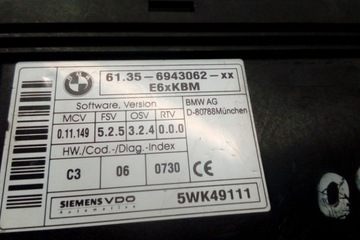 BMW
61.35 - 6943062 - xx
E6xKBM
Software, Version
MCV FSV OSV RTV
0.11.149 5.2.5 3.2.4 0.0.0
BMW AG
D-80788München
HW./Cod.-/Diag.-Index
C3 06 0730
CE
SIEMENS VDO
Automotive
5WK49111